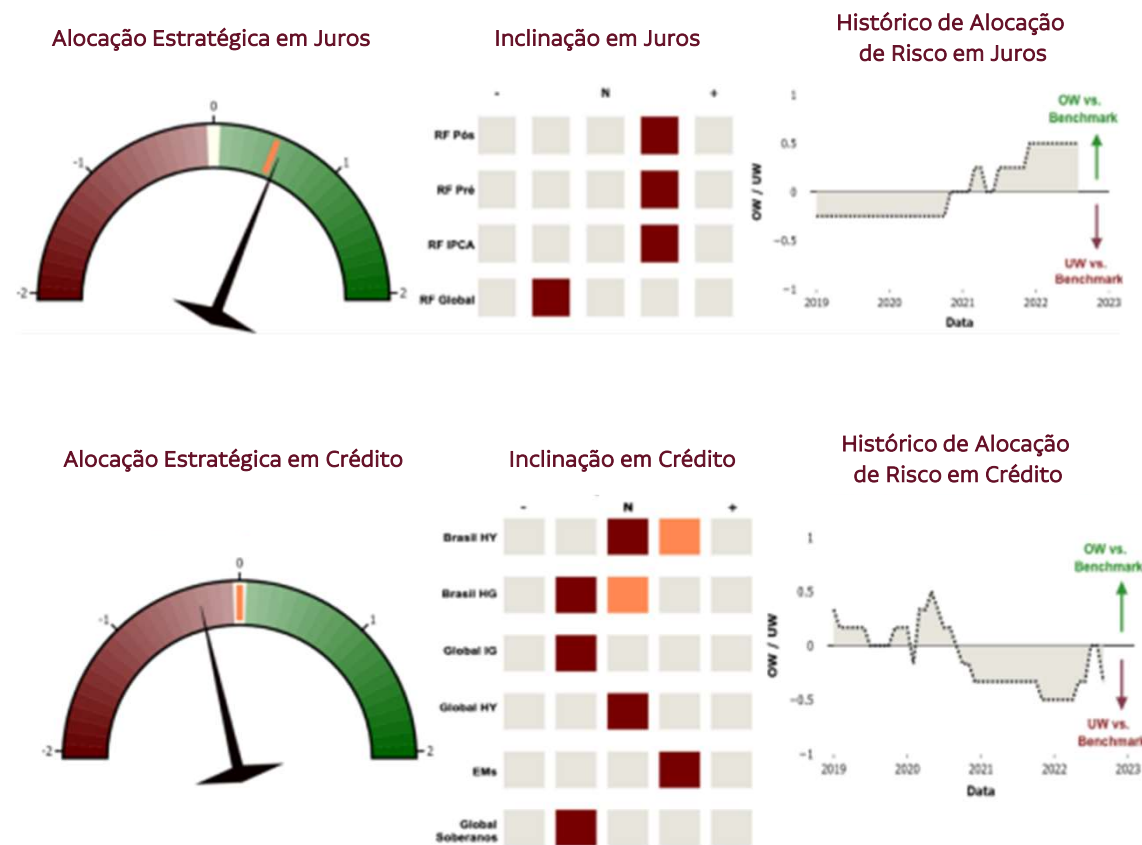 Alocação Estratégica em Juros
0
-1
1
-2
2
Inclinação em Juros
- N +
RF Pós
RF Pré
RF IPCA
RF Global
Histórico de Alocação
de Risco em Juros
OW / UW
1
0.5
0
−0.5
−1
2019 2020 2021 2022 2023
Data
OW vs.
Benchmark
UW vs.
Benchmark
Alocação Estratégica em Crédito
0
-1
1
-2
2
Inclinação em Crédito
- N +
Brasil HY
Brasil HG
Global IG
Global HY
EMs
Global
Soberanos
Histórico de Alocação
de Risco em Crédito
OW / UW
1
0.5
0
−0.5
−1
2019 2020 2021 2022 2023
Data
OW vs.
Benchmark
UW vs.
Benchmark